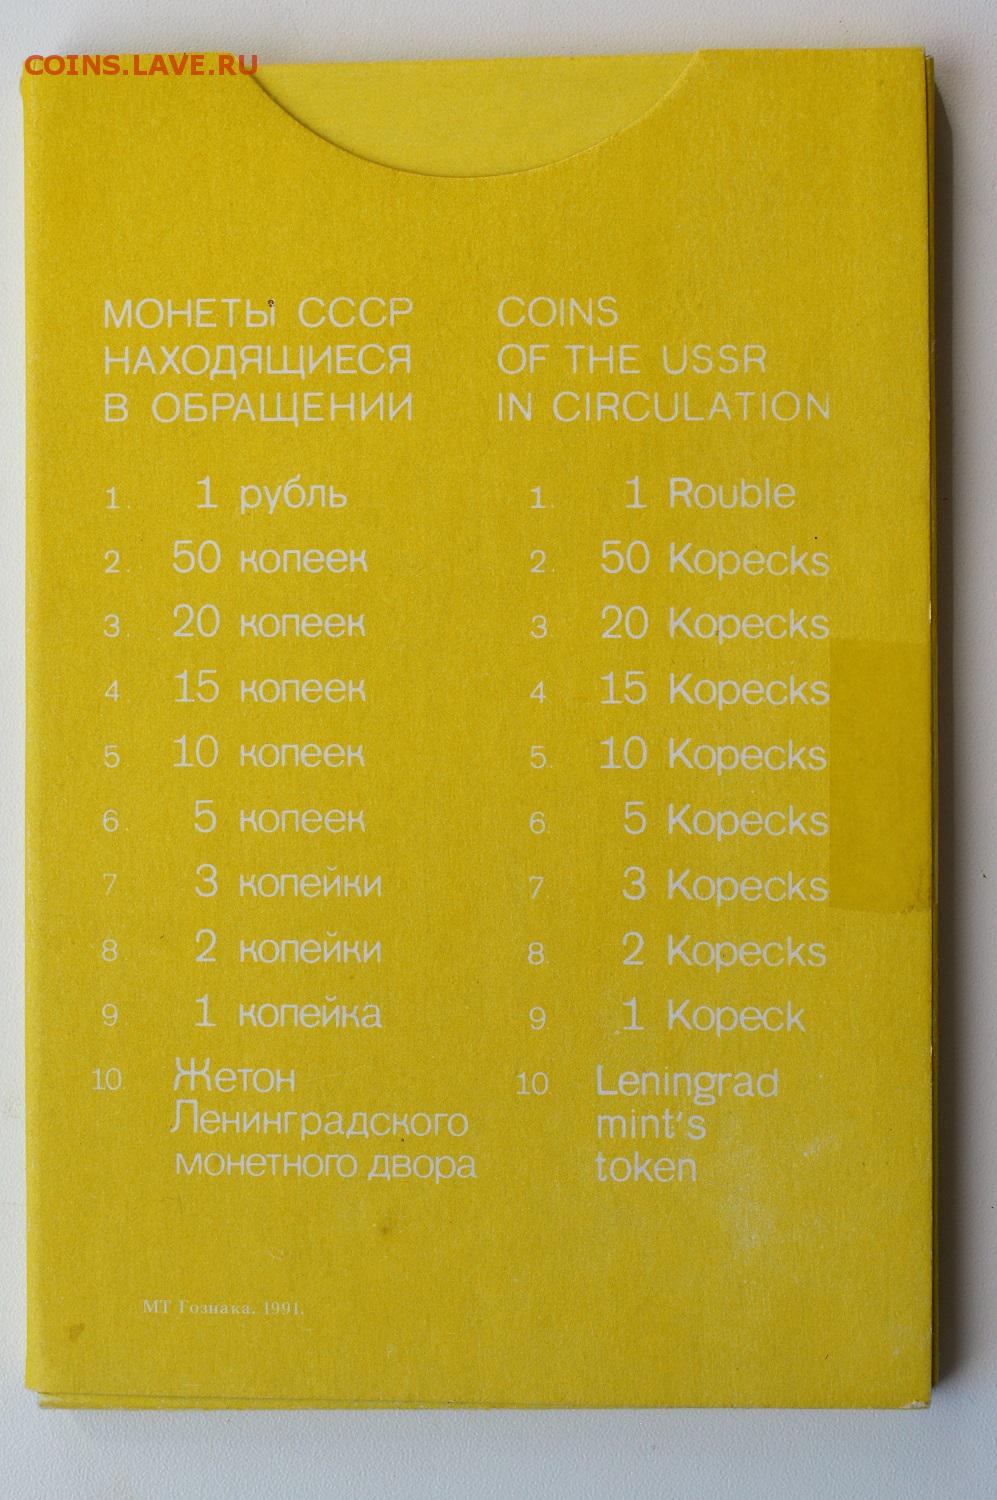 COINS.LAVE.RU
МОНЕТЫ СССР
НАХОДЯЩИЕСЯ
В ОБРАЩЕНИИ
1. 1 рубль
2. 50 копеек
3. 20 копеек
4 15 копеек
5 10 копеек
6. 5 копеек
7 3 копейки
8 2 копейки
9. 1 копейка
10. Жетон
Ленинградского
монетного двора
COINS
OF THE USSR
IN CIRCULATION
1. 1 Rouble
2. 50 Kopecks
3. 20 Kopecks
4 15 Kopecks
5. 10 Kopecks
6. 5 Kopecks
7 3 Kopecks
8. 2 Kopecks
9 1 Kopeck
10. Leningrad
mint's
token
МТ Гознака. 1991.